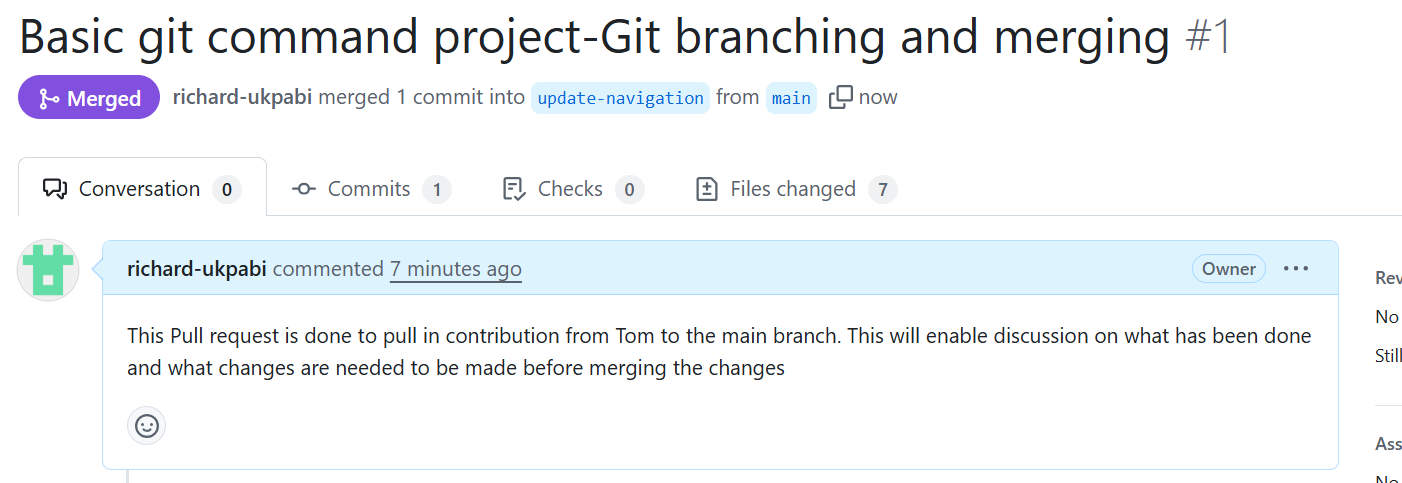 Basic git command project-Git branching and merging #1
Merged richard-ukpabi merged 1 commit into update-navigation from main now
Conversation 0 Commits 1 Checks 0 Files changed 7
richard-ukpabi commented 7 minutes ago Owner
This Pull request is done to pull in contribution from Tom to the main branch. This will enable discussion on what has been done
and what changes are needed to be made before merging the changes
Rev
No
Still
Ass